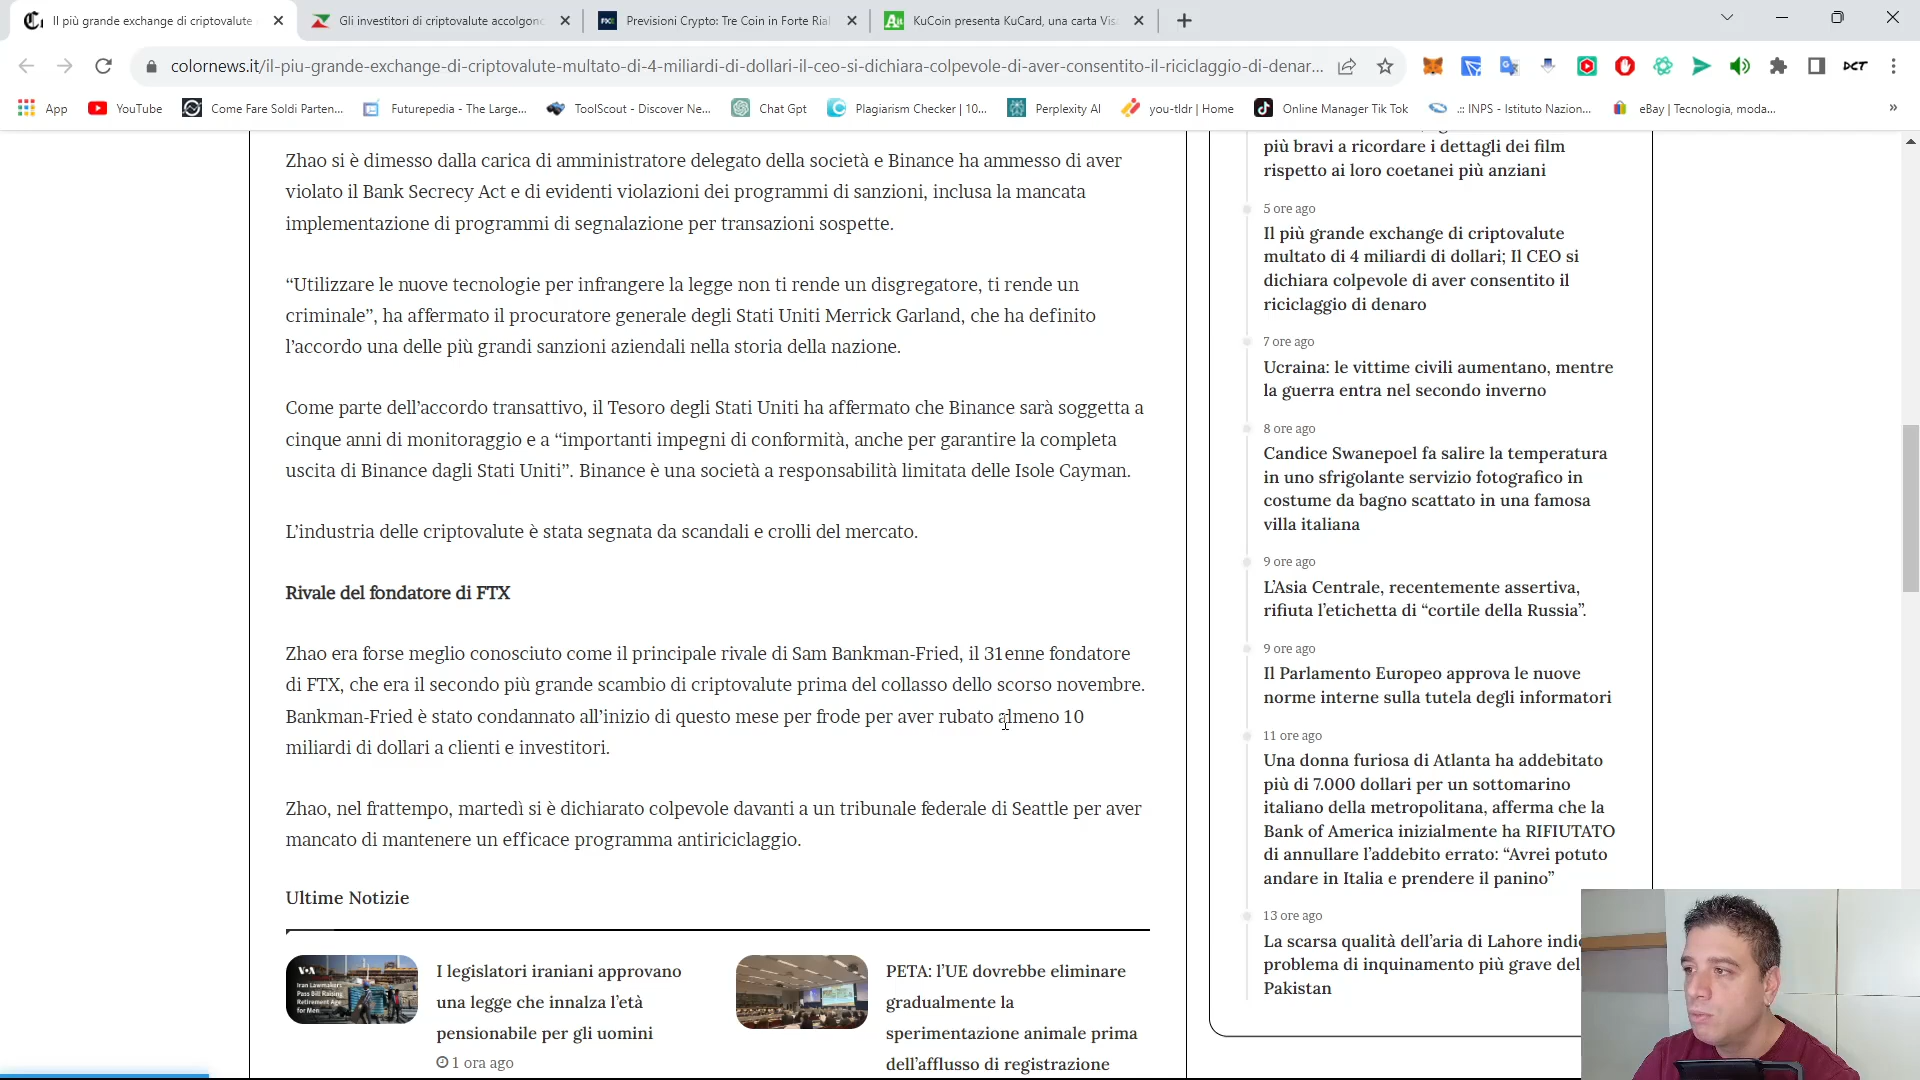 Il più grande exchange di criptovalute
Gli investitori di criptovalute accolgono
Previsioni Crypto: Tre Coin in Forte Rial
KuCoin presenta KuCard, una carta Vis
colornews.it/il-piu-grande-exchange-di-criptovalute-multato-di-4-miliardi-di-dollari-il-ceo-si-dichiara-colpevole-di-aver-consentito-il-riciclaggio-di-denar...
App
YouTube
Come Fare Soldi Parten...
Futurepedia - The Large...
ToolScout - Discover Ne...
Chat Gpt
Plagiarism Checker | 10...
Perplexity AI
you-tldr | Home
Online Manager Tik Tok
.:: INPS - Istituto Nazion...
eBay | Tecnologia, moda...
Zhao si è dimesso dalla carica di amministratore delegato della società e Binance ha ammesso di aver
violato il Bank Secrecy Act e di evidenti violazioni dei programmi di sanzioni, inclusa la mancata
implementazione di programmi di segnalazione per transazioni sospette.
“Utilizzare le nuove tecnologie per infrangere la legge non ti rende un disgregatore, ti rende un
criminale”, ha affermato il procuratore generale degli Stati Uniti Merrick Garland, che ha definito
l’accordo una delle più grandi sanzioni aziendali nella storia della nazione.
Come parte dell’accordo transattivo, il Tesoro degli Stati Uniti ha affermato che Binance sarà soggetta a
cinque anni di monitoraggio e a “importanti impegni di conformità, anche per garantire la completa
uscita di Binance dagli Stati Uniti”. Binance è una società a responsabilità limitata delle Isole Cayman.
L’industria delle criptovalute è stata segnata da scandali e crolli del mercato.
Rivale del fondatore di FTX
Zhao era forse meglio conosciuto come il principale rivale di Sam Bankman-Fried, il 31enne fondatore
di FTX, che era il secondo più grande scambio di criptovalute prima del collasso dello scorso novembre.
Bankman-Fried è stato condannato all’inizio di questo mese per frode per aver rubato almeno 10
miliardi di dollari a clienti e investitori.
Zhao, nel frattempo, martedì si è dichiarato colpevole davanti a un tribunale federale di Seattle per aver
mancato di mantenere un efficace programma antiriciclaggio.
Ultime Notizie
VOA
Iran Lawmakers
Pass Bill Raising
Retirement Age
for Men
I legislatori iraniani approvano
una legge che innalza l’età
pensionabile per gli uomini
1 ora ago
PETA: l’UE dovrebbe eliminare
gradualmente la
sperimentazione animale prima
dell’afflusso di registrazione
più bravi a ricordare i dettagli dei film
rispetto ai loro coetanei più anziani
5 ore ago
Il più grande exchange di criptovalute
multato di 4 miliardi di dollari; Il CEO si
dichiara colpevole di aver consentito il
riciclaggio di denaro
7 ore ago
Ucraina: le vittime civili aumentano, mentre
la guerra entra nel secondo inverno
8 ore ago
Candice Swanepoel fa salire la temperatura
in uno sfrigolante servizio fotografico in
costume da bagno scattato in una famosa
villa italiana
9 ore ago
L’Asia Centrale, recentemente assertiva,
rifiuta l’etichetta di “cortile della Russia”.
9 ore ago
Il Parlamento Europeo approva le nuove
norme interne sulla tutela degli informatori
11 ore ago
Una donna furiosa di Atlanta ha addebitato
più di 7.000 dollari per un sottomarino
italiano della metropolitana, afferma che la
Bank of America inizialmente ha RIFIUTATO
di annullare l’addebito errato: “Avrei potuto
andare in Italia e prendere il panino”
13 ore ago
La scarsa qualità dell’aria di Lahore indic
problema di inquinamento più grave del
Pakistan